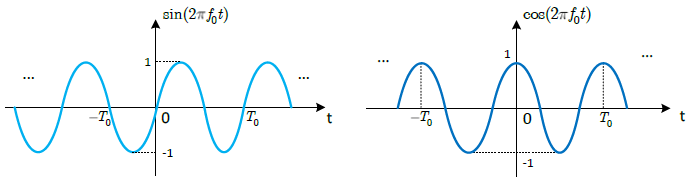 sin(2πf₀t)
...
1
...
−T₀
0
T₀
t
-1
cos(2πf₀t)
...
1
...
−T₀
0
T₀
t
-1